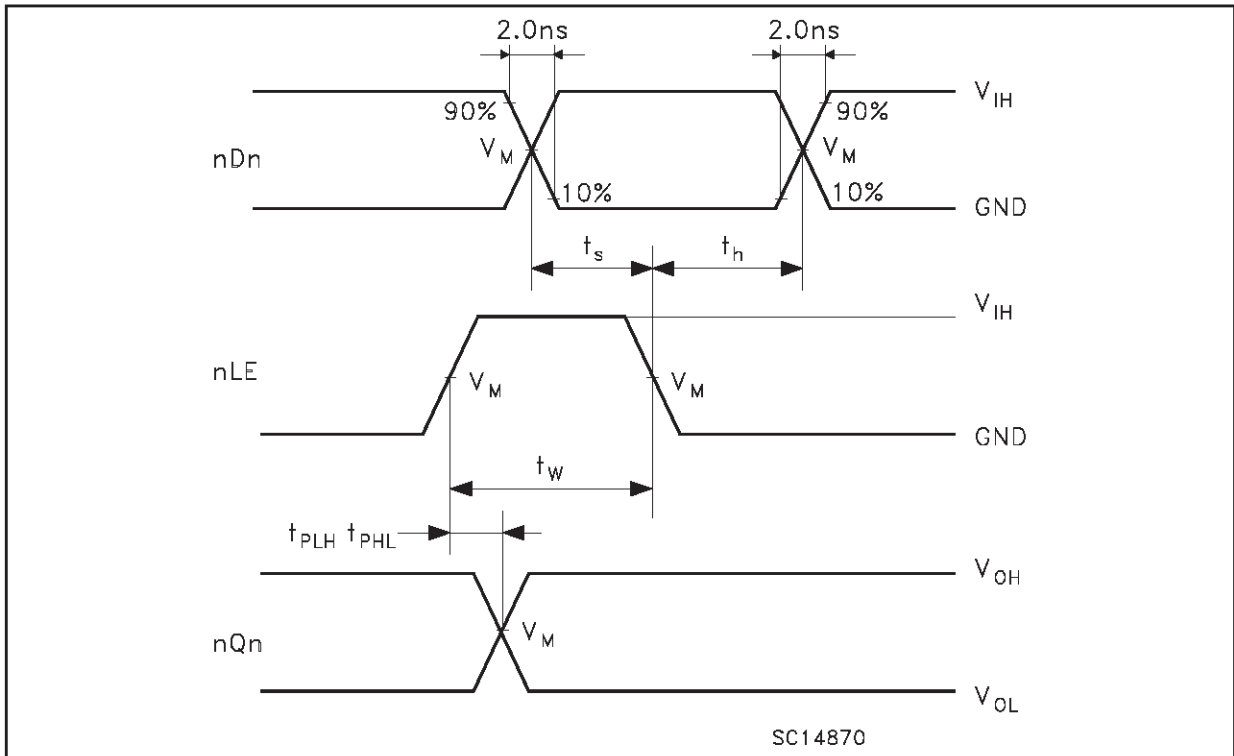 2.0ns 2.0ns
90% V_IH
90%
nDn V_M V_M
10% 10%
GND
t_s t_h
V_IH
nLE V_M V_M
GND
t_W
t_PLH t_PHL
V_OH
nQn V_M
V_OL
SC14870